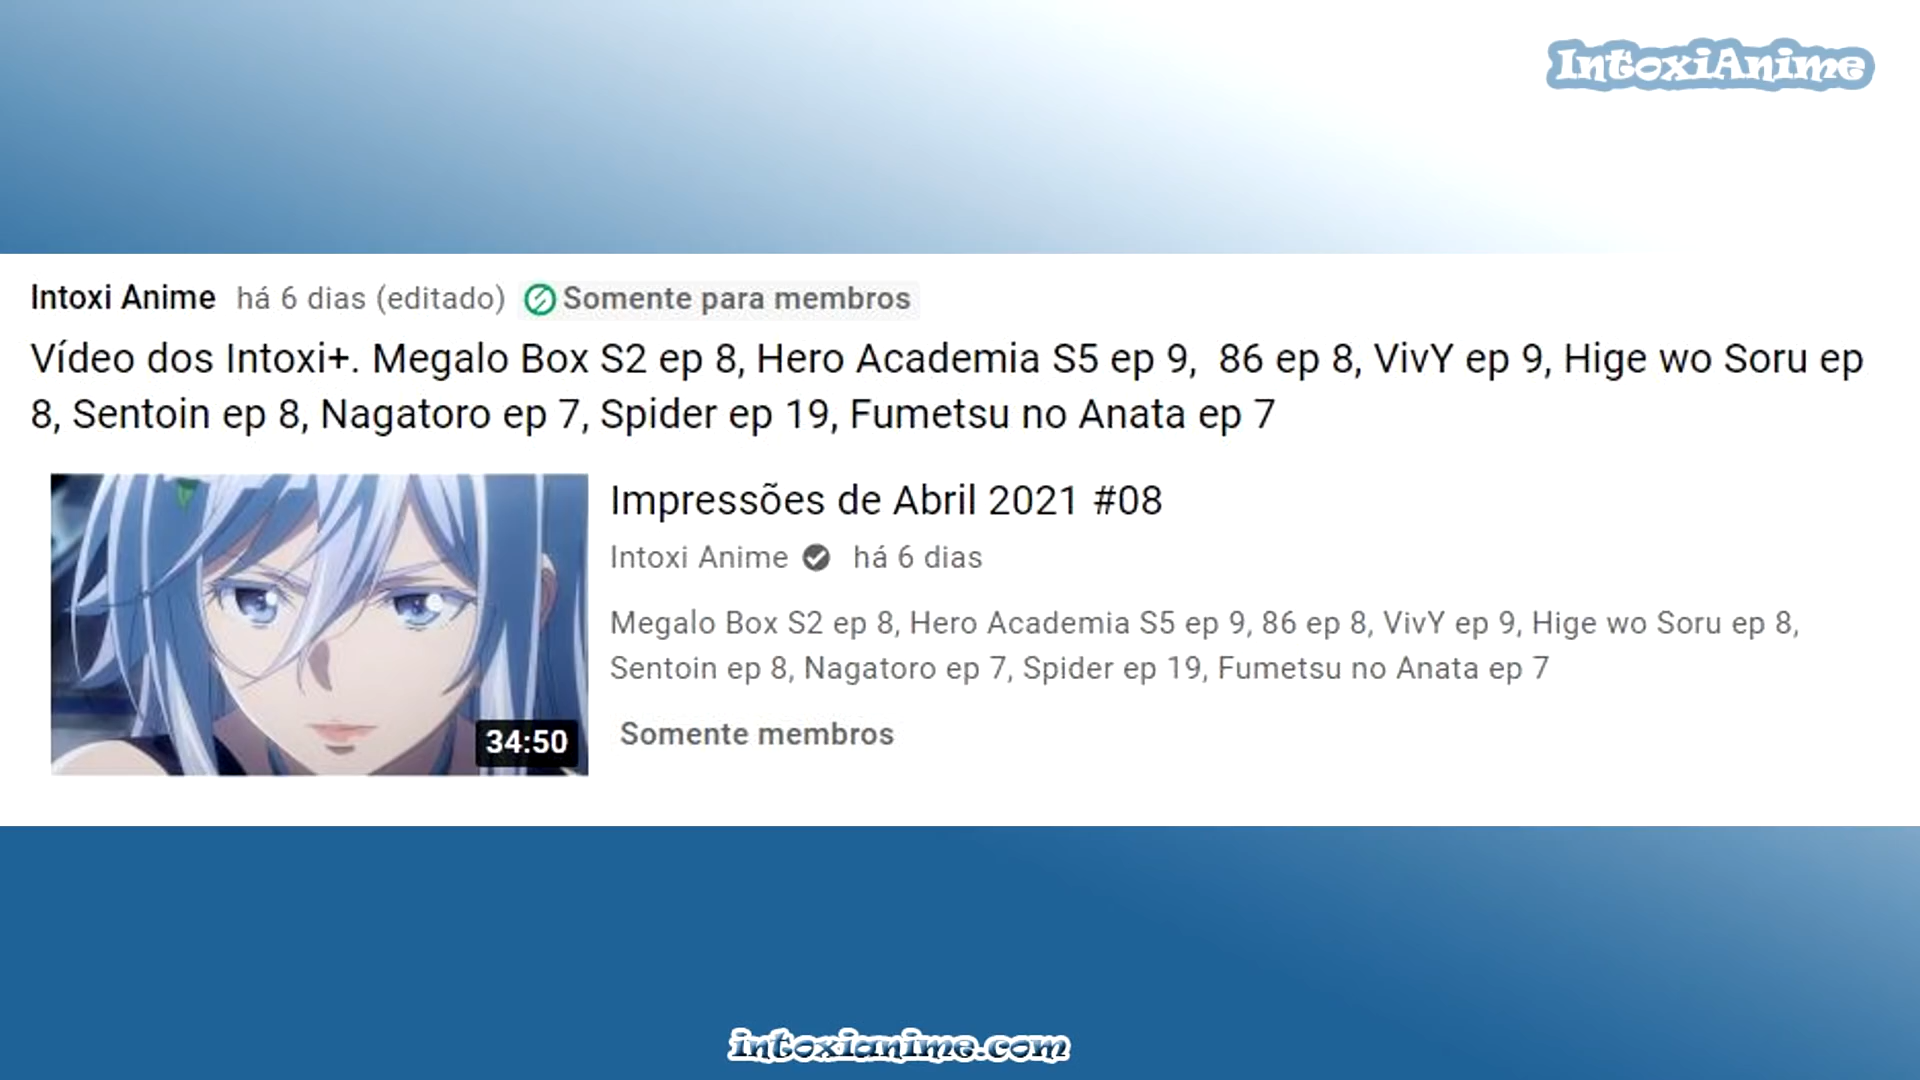 IntoxiAnime
Intoxi Anime há 6 dias (editado) Somente para membros
Vídeo dos Intoxi+. Megalo Box S2 ep 8, Hero Academia S5 ep 9,  86 ep 8, VivY ep 9, Hige wo Soru ep
8, Sentoin ep 8, Nagatoro ep 7, Spider ep 19, Fumetsu no Anata ep 7
Impressões de Abril 2021 #08
Intoxi Anime há 6 dias
Megalo Box S2 ep 8, Hero Academia S5 ep 9, 86 ep 8, VivY ep 9, Hige wo Soru ep 8,
Sentoin ep 8, Nagatoro ep 7, Spider ep 19, Fumetsu no Anata ep 7
34:50
Somente membros
intoxianime.com